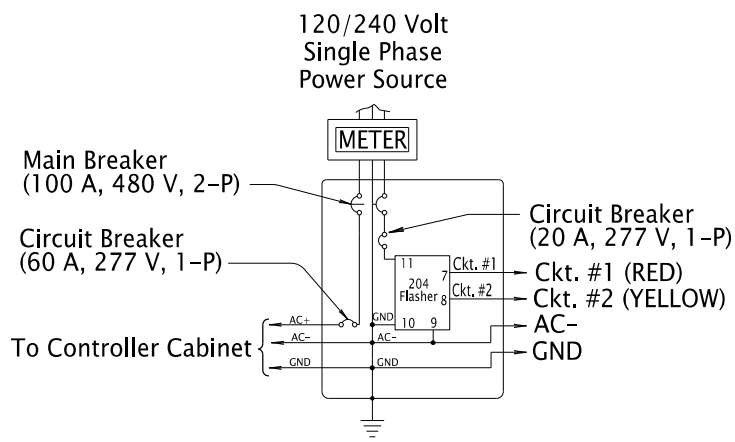 120/240 Volt
Single Phase
Power Source
METER
Main Breaker
(100 A, 480 V, 2-P)
Circuit Breaker
(20 A, 277 V, 1-P)
Circuit Breaker
(60 A, 277 V, 1-P)
11
204
Flasher
7
8
10
9
Ckt. #1
Ckt. #2
Ckt. #1 (RED)
Ckt. #2 (YELLOW)
AC-
GND
GND
AC+
AC-
AC-
GND
GND
To Controller Cabinet